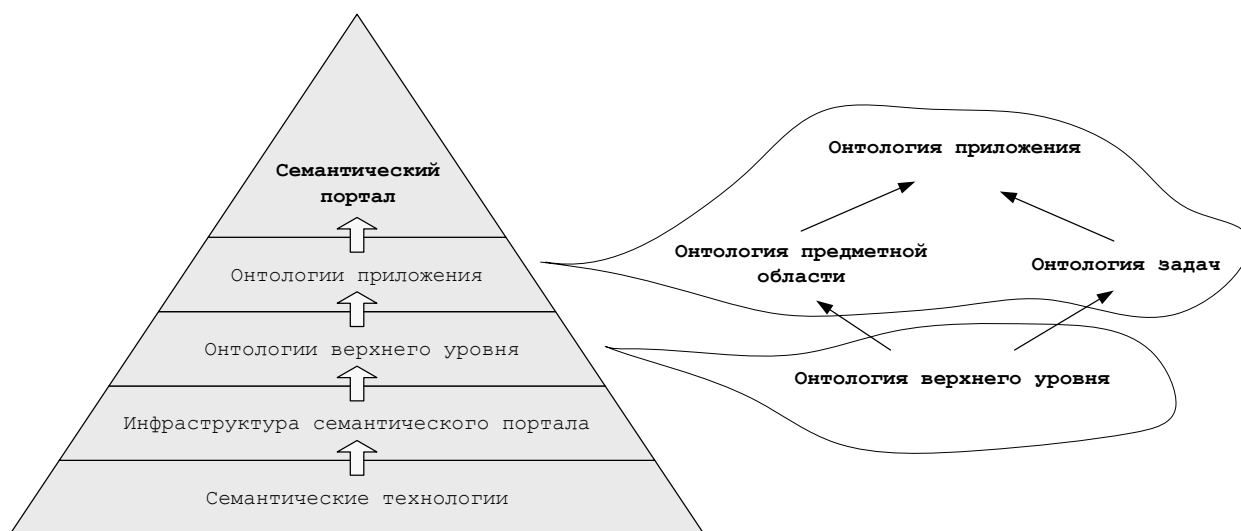 Семантический
портал
Онтологии приложения
Онтологии верхнего уровня
Инфраструктура семантического портала
Семантические технологии
Онтология приложения
Онтология предметной
области
Онтология задач
Онтология верхнего уровня